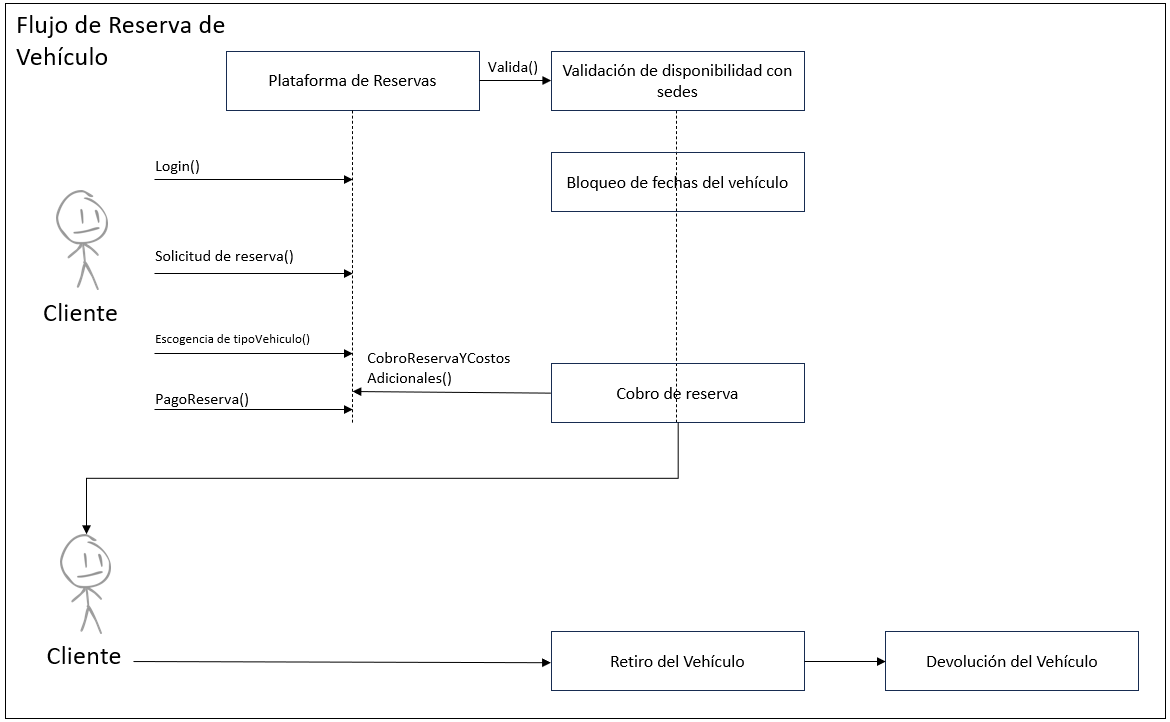 Flujo de Reserva de
Vehículo
Plataforma de Reservas
Valida()
Validación de disponibilidad con
sedes
Login()
Bloqueo de fechas del vehículo
Solicitud de reserva()
Cliente
Escogencia de tipoVehiculo()
CobroReservaYCostos
Adicionales()
PagoReserva()
Cobro de reserva
Cliente
Retiro del Vehículo
Devolución del Vehículo